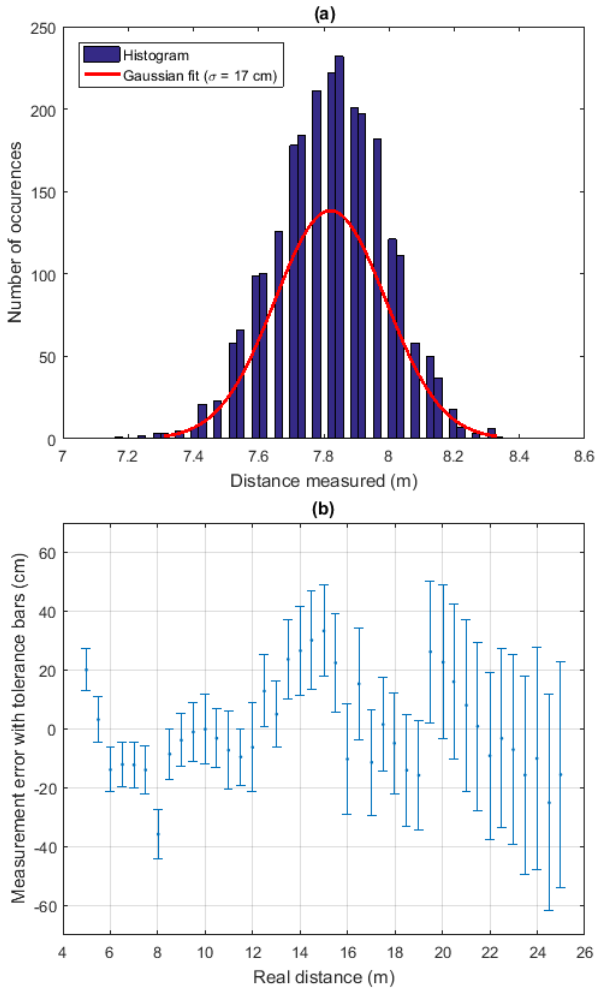 (a)
250
200
150
100
50
0
Number of occurences
Histogram
Gaussian fit (σ = 17 cm)
7 7.2 7.4 7.6 7.8 8 8.2 8.4 8.6
Distance measured (m)
(b)
60
40
20
0
-20
-40
-60
Measurement error with tolerance bars (cm)
4 6 8 10 12 14 16 18 20 22 24 26
Real distance (m)